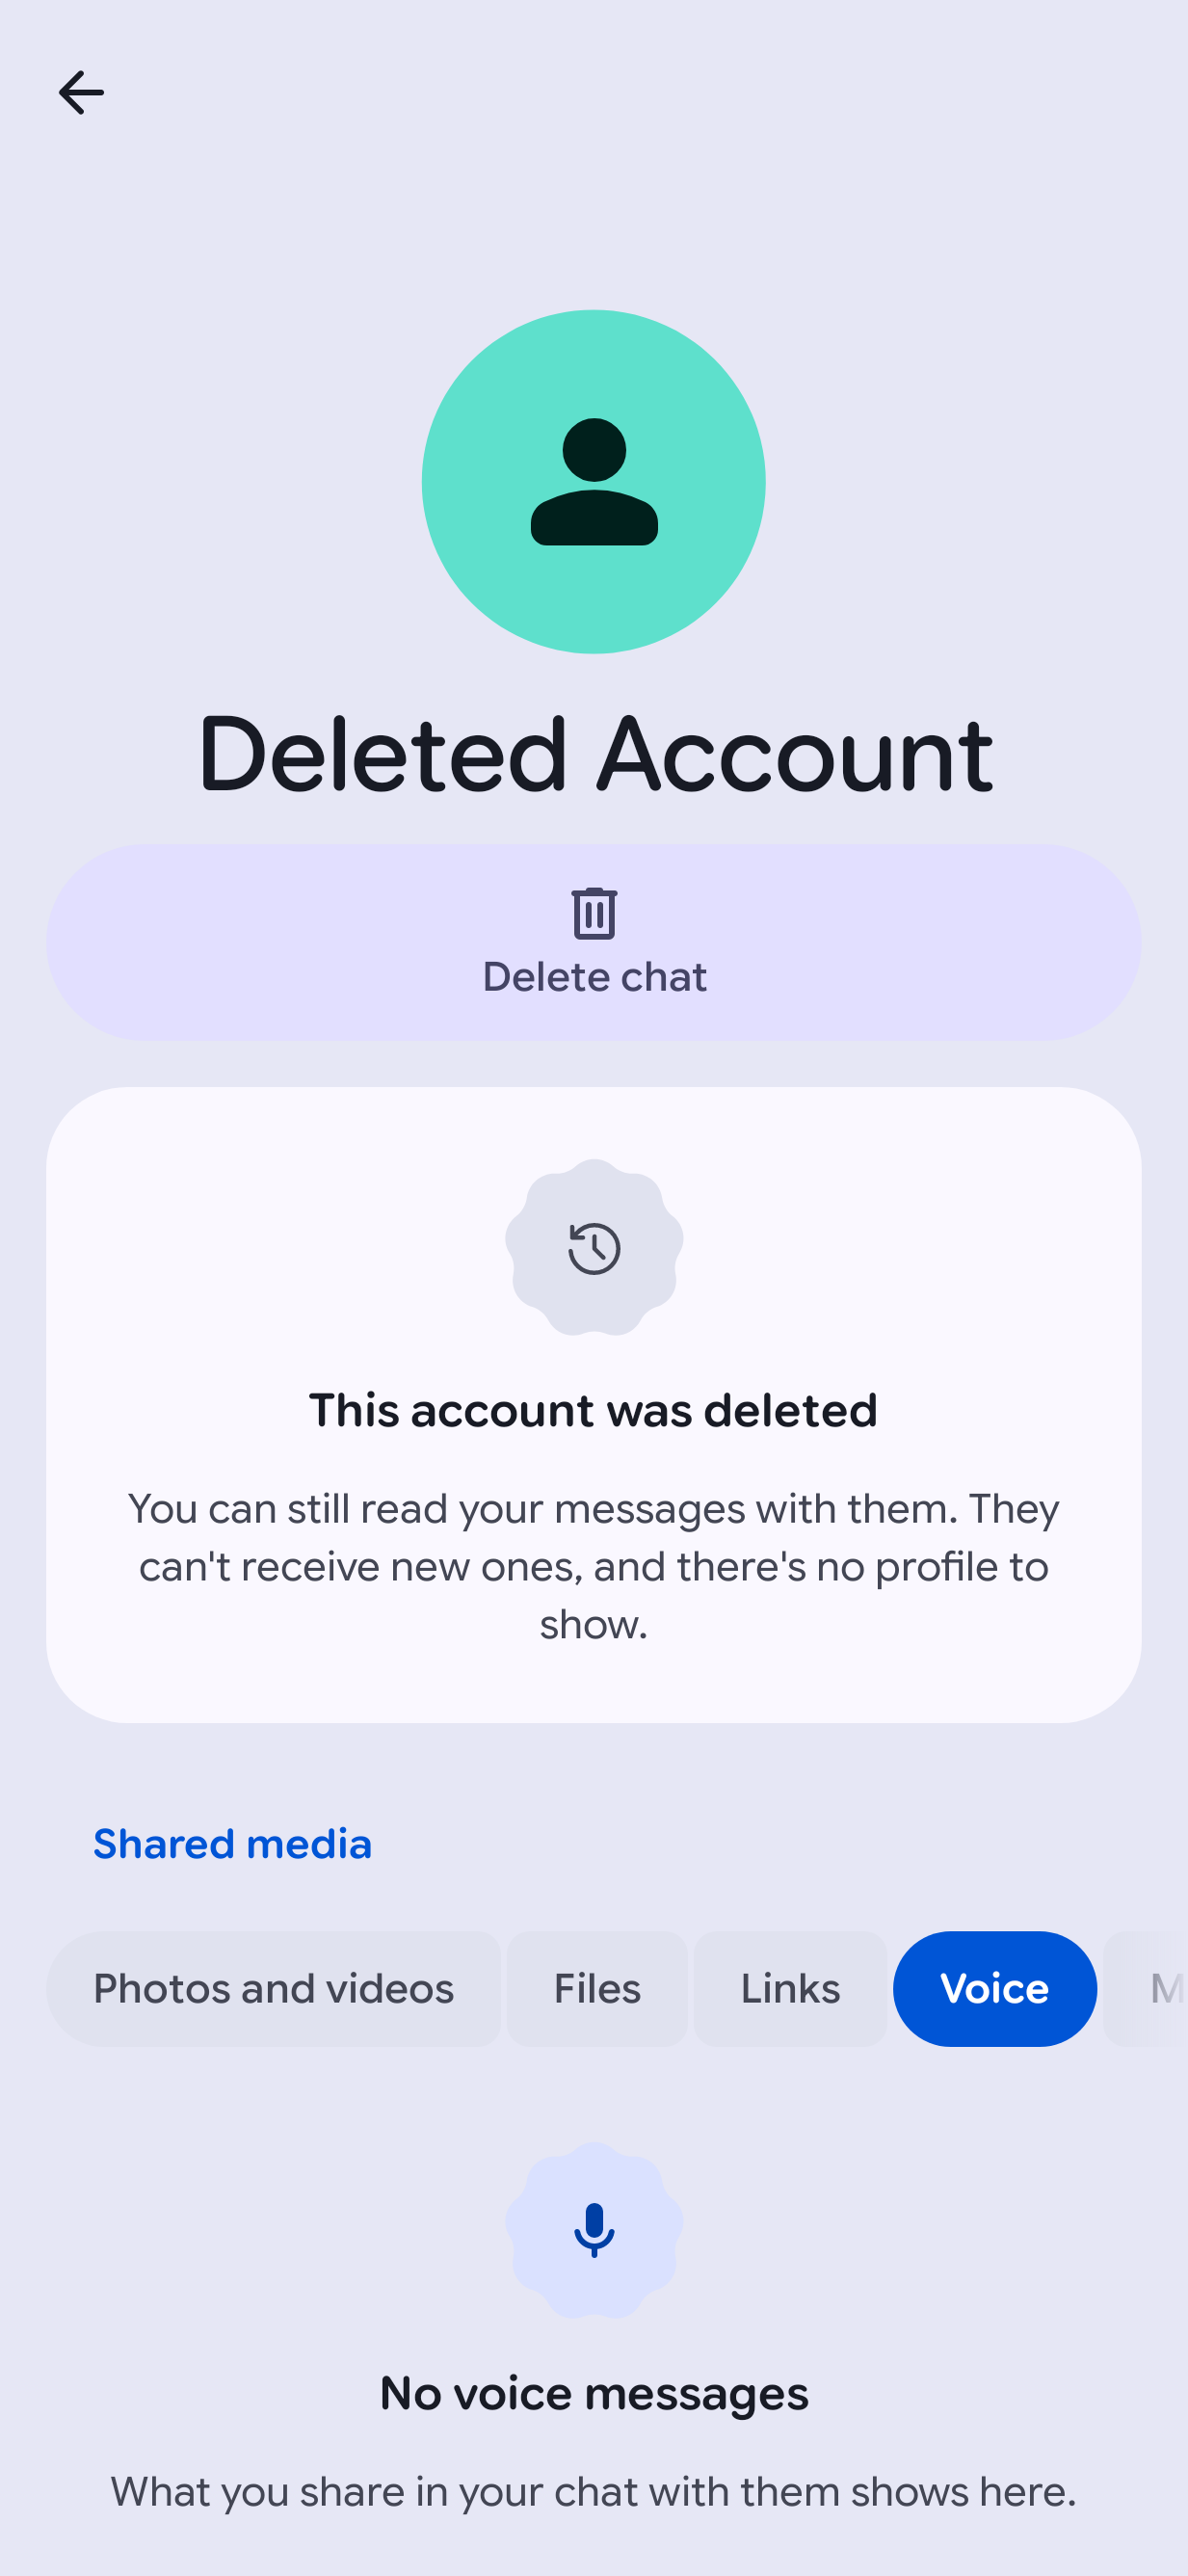 Deleted Account
Delete chat
This account was deleted
You can still read your messages with them. They
can't receive new ones, and there's no profile to
show.
Shared media
Photos and videos
Files
Links
Voice
No voice messages
What you share in your chat with them shows here.